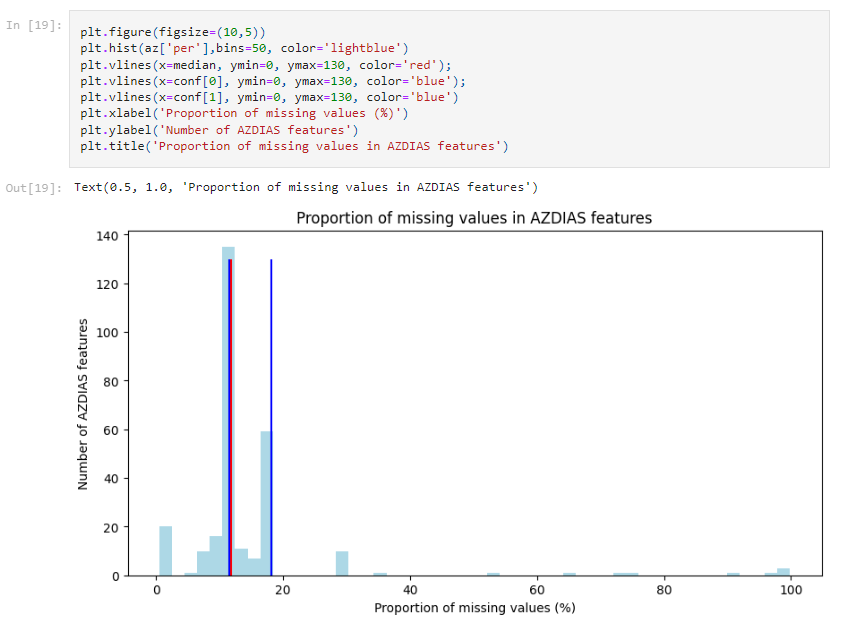 In [19]:
plt.figure(figsize=(10,5))
plt.hist(az['per'],bins=50, color='lightblue')
plt.vlines(x=median, ymin=0, ymax=130, color='red');
plt.vlines(x=conf[0], ymin=0, ymax=130, color='blue');
plt.vlines(x=conf[1], ymin=0, ymax=130, color='blue')
plt.xlabel('Proportion of missing values (%)')
plt.ylabel('Number of AZDIAS features')
plt.title('Proportion of missing values in AZDIAS features')
Out[19]: Text(0.5, 1.0, 'Proportion of missing values in AZDIAS features')
Proportion of missing values in AZDIAS features
Number of AZDIAS features
140
120
100
80
60
40
20
0
0 20 40 60 80 100
Proportion of missing values (%)